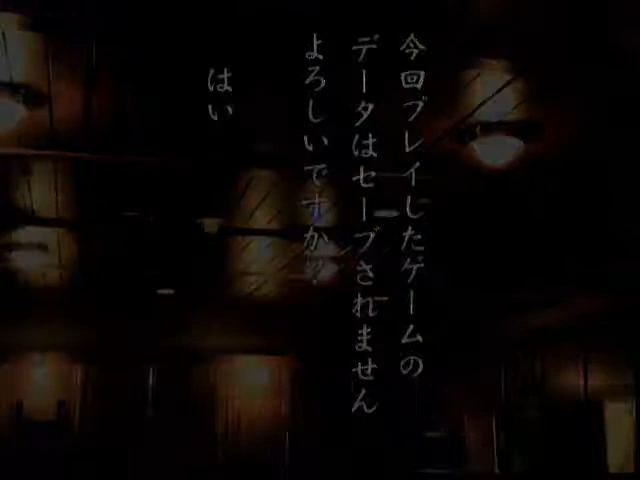 今回プレイしたゲームの
データはセーブされません
よろしいですか？
はい